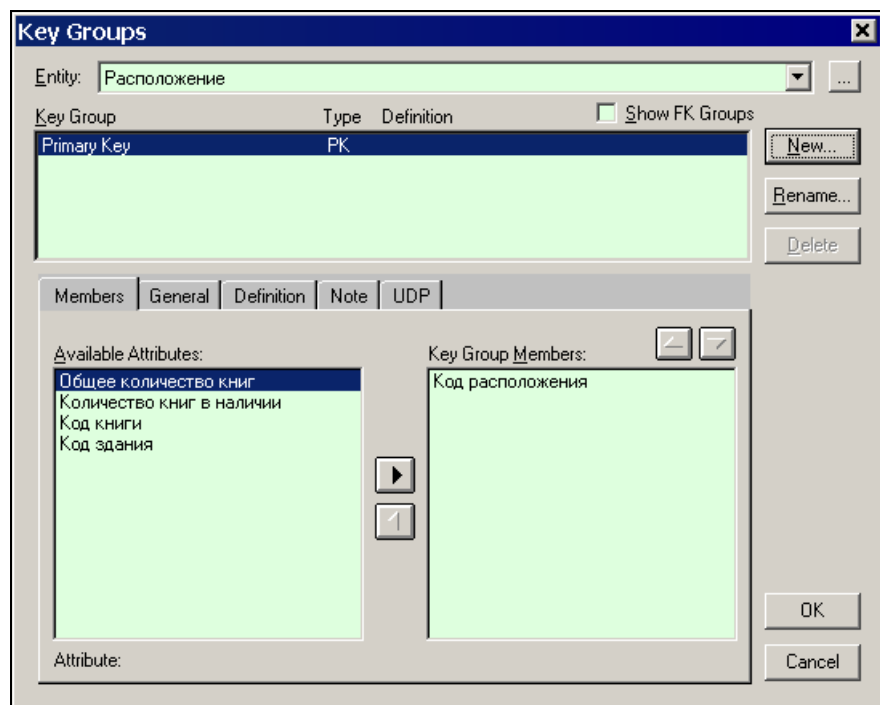 Key Groups
Entity: Расположение ...
Key Group Type Definition Show FK Groups
Primary Key PK
New...
Rename...
Delete
Members General Definition Note UDP
Available Attributes: Key Group Members:
Общее количество книг Код расположения
Количество книг в наличии
Код книги
Код здания
OK
Attribute: Cancel